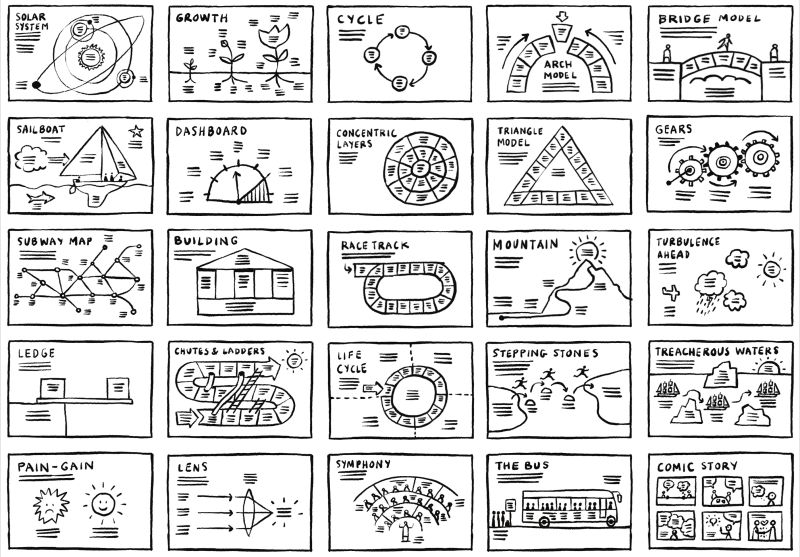 SOLAR
SYSTEM
GROWTH
CYCLE
ARCH
MODEL
BRIDGE MODEL
SAILBOAT
DASHBOARD
CONCENTRIC
LAYERS
TRIANGLE
MODEL
GEARS
SUBWAY MAP
BUILDING
RACE TRACK
MOUNTAIN
TURBULENCE
AHEAD
LEDGE
CHUTES & LADDERS
LIFE
CYCLE
STEPPING STONES
TREACHEROUS WATERS
PAIN-GAIN
LENS
SYMPHONY
THE BUS
COMIC STORY